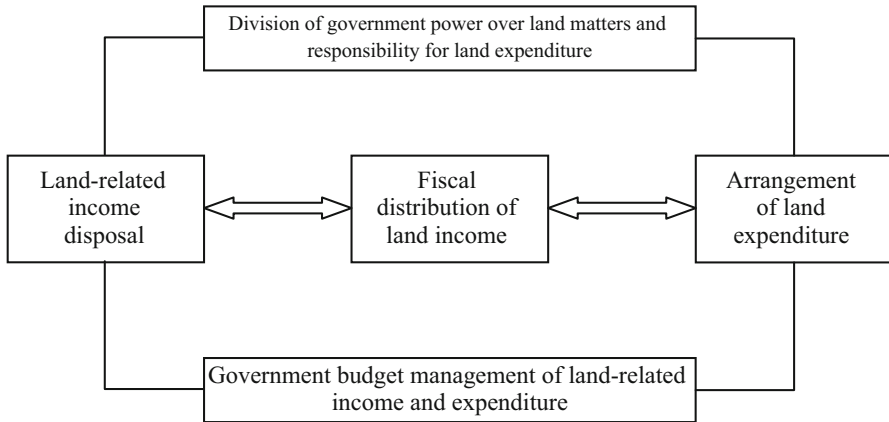 Division of government power over land matters and
responsibility for land expenditure
Land-related
income
disposal
Fiscal
distribution of
land income
Arrangement
of land
expenditure
Government budget management of land-related
income and expenditure